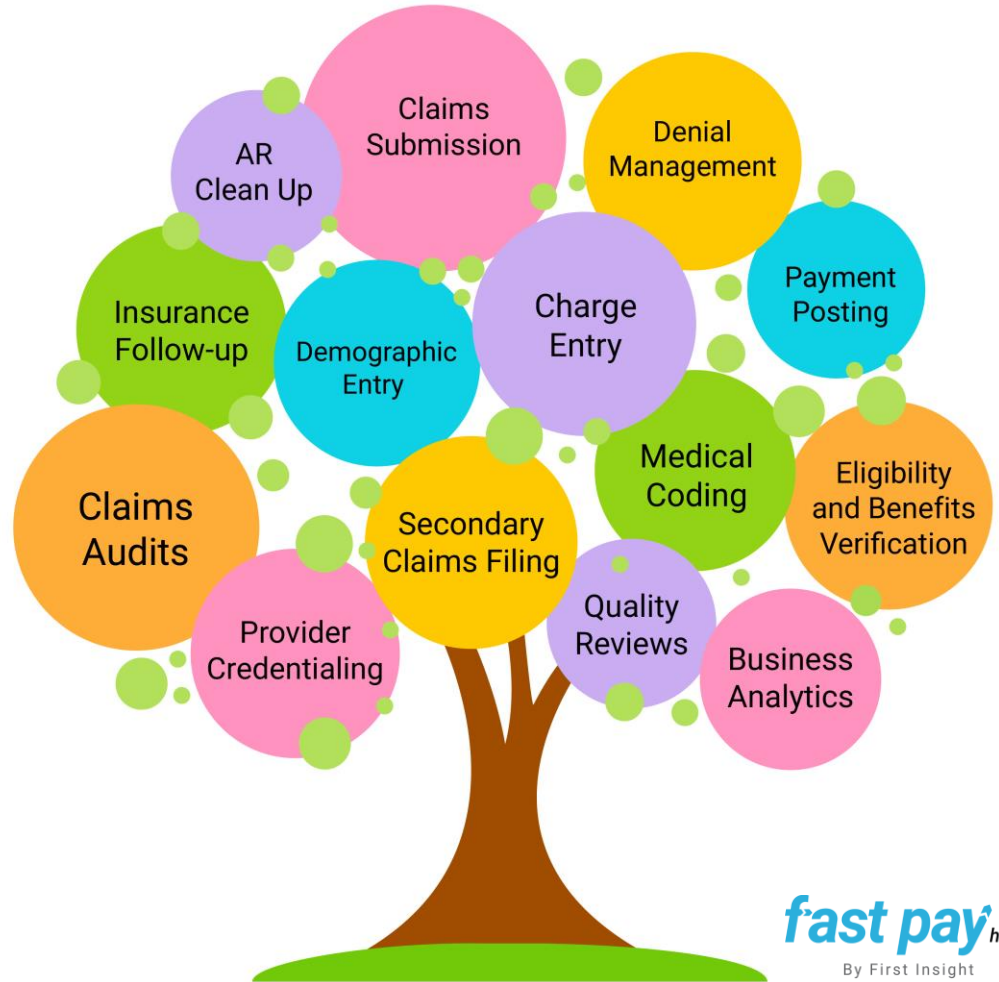 Claims
Submission
Denial
Management
AR
Clean Up
Payment
Posting
Insurance
Follow-up
Charge
Entry
Demographic
Entry
Medical
Coding
Eligibility
and Benefits
Verification
Claims
Audits
Secondary
Claims Filing
Quality
Reviews
Provider
Credentialing
Business
Analytics
fast pay
By First Insight